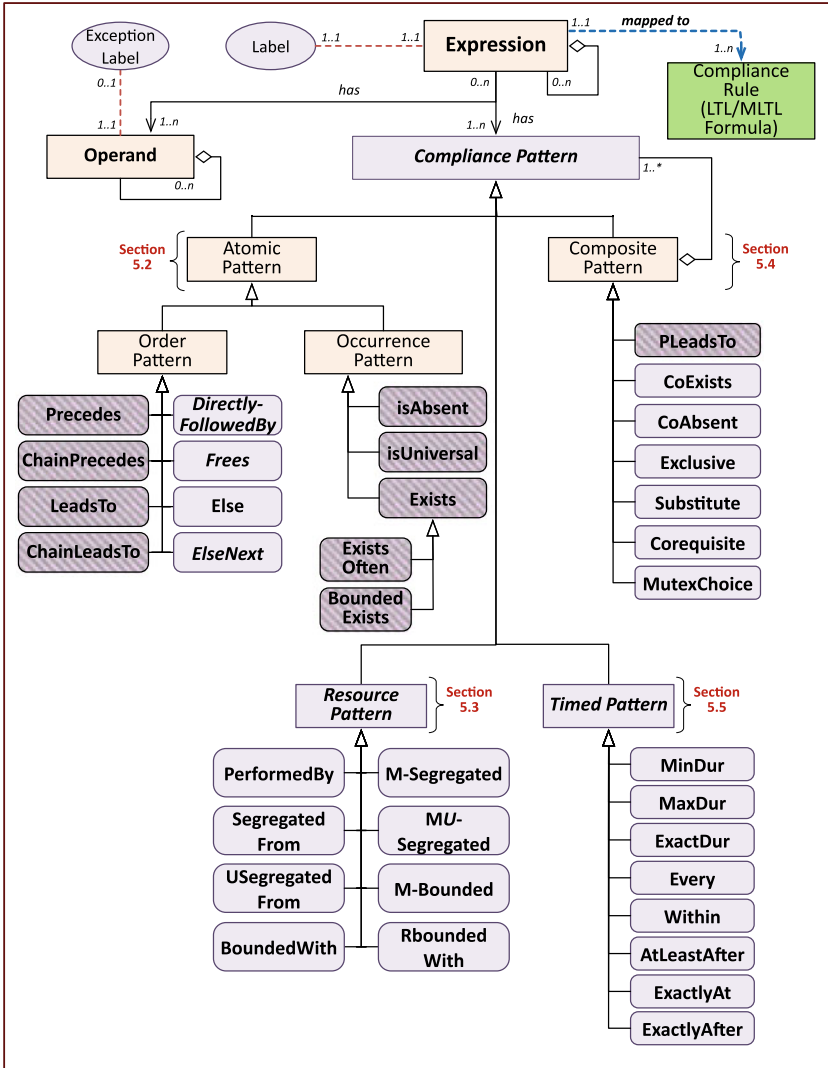 Exception
Label
Label
1..1
1..1
Expression
1..1
mapped to
1..n
Compliance
Rule
(LTL/MLTL
Formula)
0..1
0..n
0..n
has
has
1..1
1..n
1..n
Operand
0..n
Compliance Pattern
1..*
Section
5.2
Atomic
Pattern
Composite
Pattern
Section
5.4
Order
Pattern
Occurrence
Pattern
Precedes
Directly-
FollowedBy
ChainPrecedes
Frees
LeadsTo
Else
ChainLeadsTo
ElseNext
isAbsent
isUniversal
Exists
Exists
Often
Bounded
Exists
PLeadsTo
CoExists
CoAbsent
Exclusive
Substitute
Corequisite
MutexChoice
Resource
Pattern
Section
5.3
Timed Pattern
Section
5.5
PerformedBy
M-Segregated
Segregated
From
MU-
Segregated
USegregated
From
M-Bounded
BoundedWith
Rbounded
With
MinDur
MaxDur
ExactDur
Every
Within
AtLeastAfter
ExactlyAt
ExactlyAfter